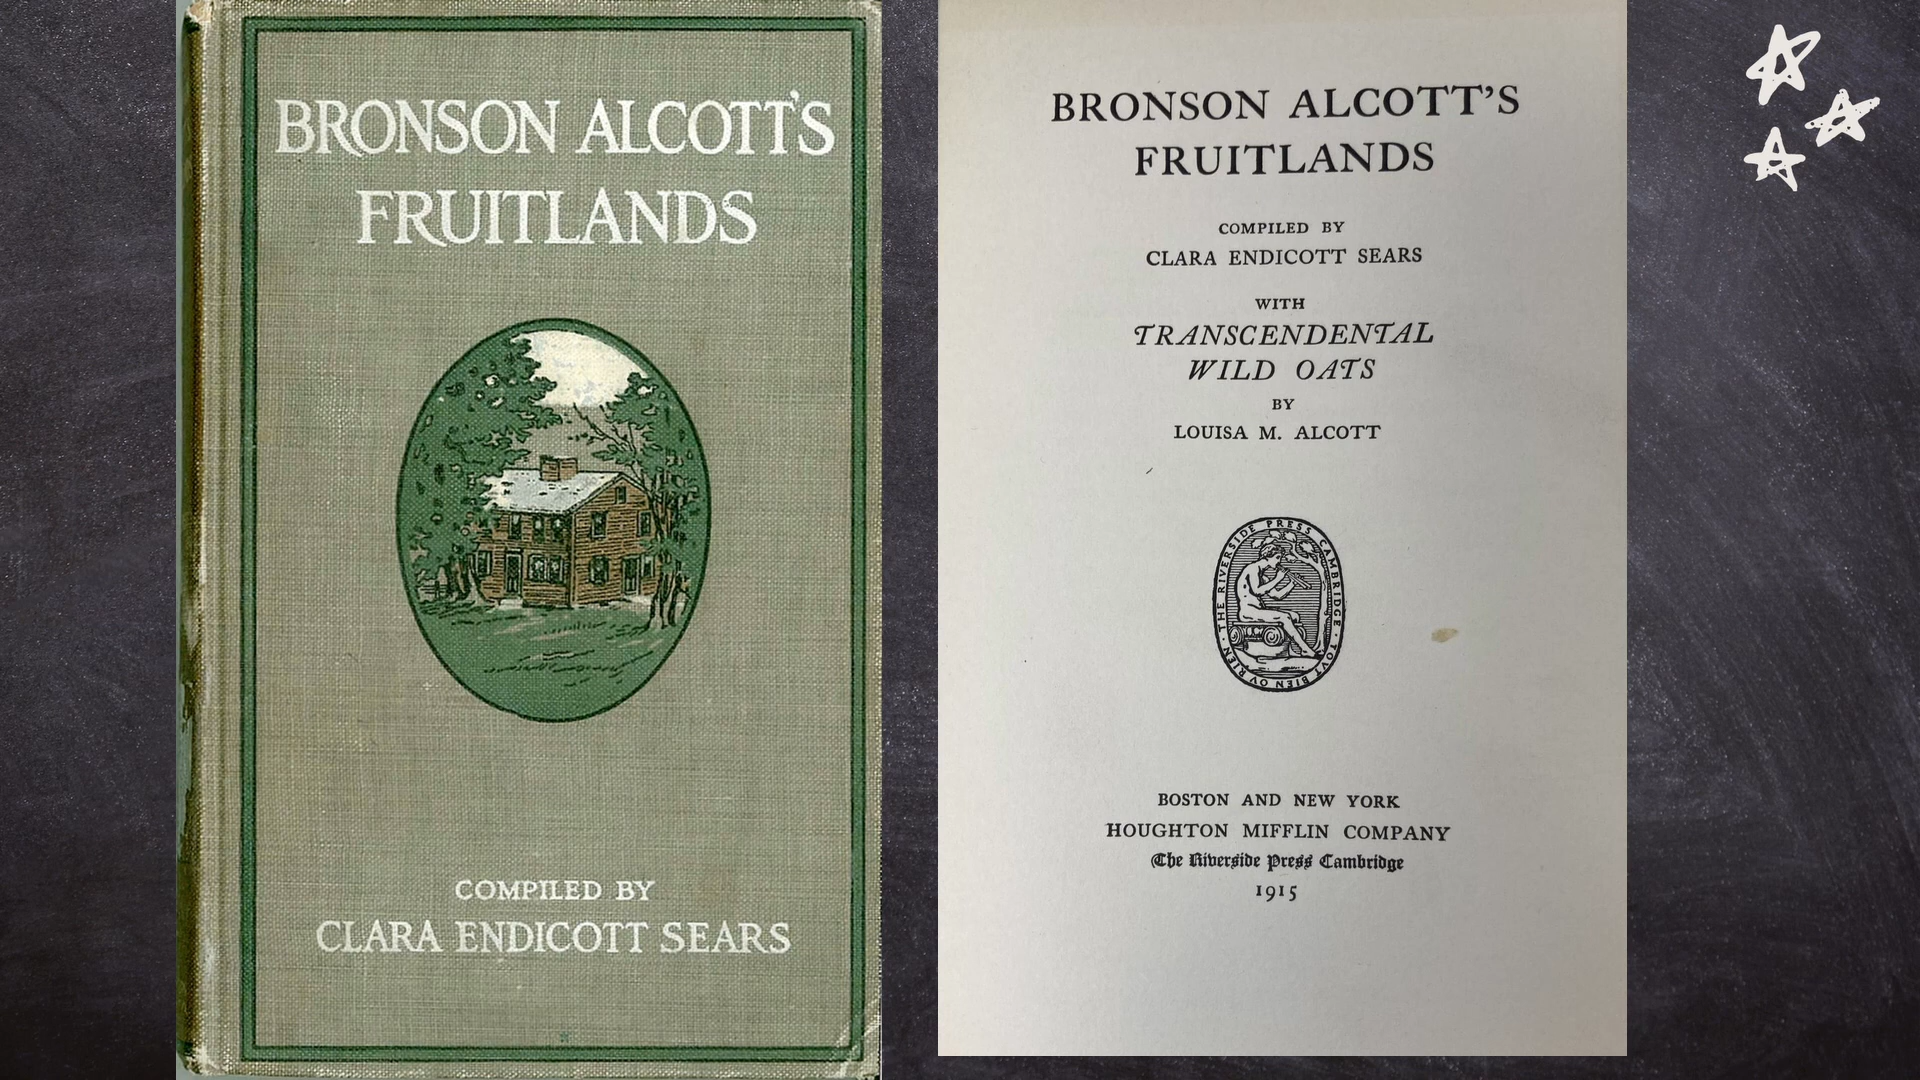 BRONSON ALCOTT'S
FRUITLANDS
COMPILED BY
CLARA ENDICOTT SEARS
BRONSON ALCOTT'S
FRUITLANDS
COMPILED BY
CLARA ENDICOTT SEARS
WITH
TRANSCENDENTAL
WILD OATS
BY
LOUISA M. ALCOTT
· THE RIVERSIDE PRESS CAMBRIDGE · TOVT BIEN OV RIEN
BOSTON AND NEW YORK
HOUGHTON MIFFLIN COMPANY
The Riverside Press Cambridge
1915